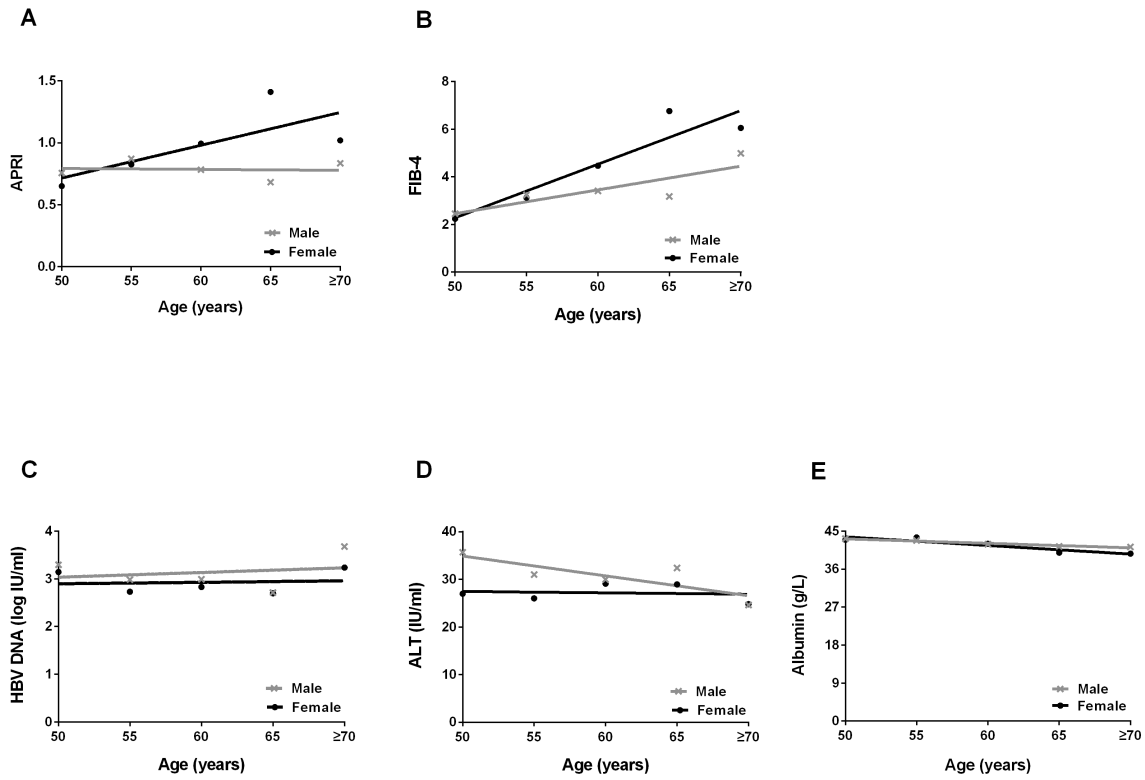 A
B
1.5
1.0
0.5
0.0
APRI
Male
Female
50 55 60 65 ≥70
Age (years)
8
6
4
2
0
FIB-4
Male
Female
50 55 60 65 ≥70
Age (years)
C
D
E
4
3
2
1
0
HBV DNA (log IU/ml)
Male
Female
50 55 60 65 ≥70
Age (years)
40
30
20
10
0
ALT (IU/ml)
Male
Female
50 55 60 65 ≥70
Age (years)
45
36
27
18
9
0
Albumin (g/L)
Male
Female
50 55 60 65 ≥70
Age (years)